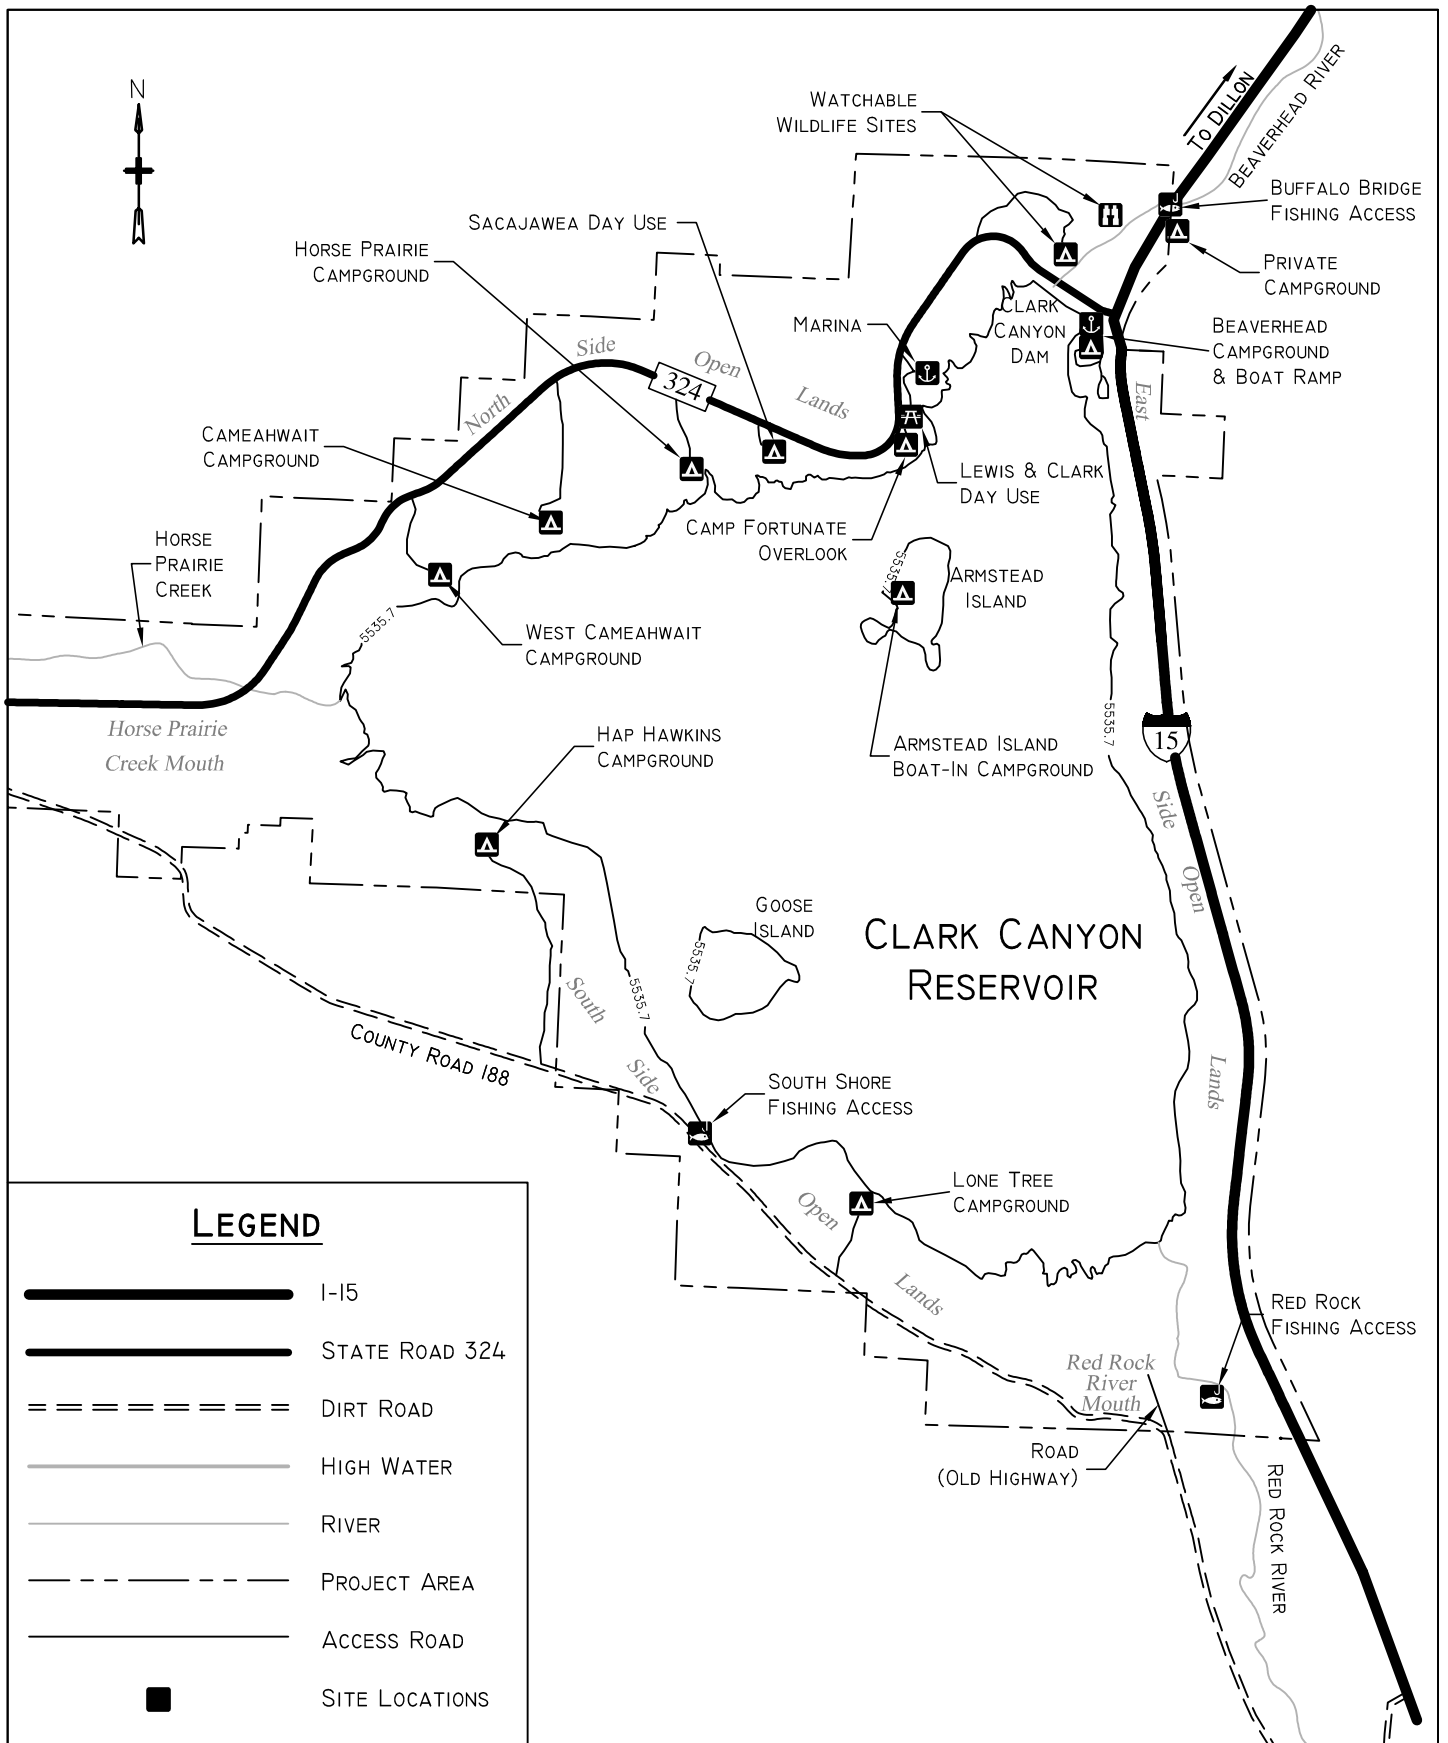 N
WATCHABLE
WILDLIFE SITES
TO DILLON
BEAVERHEAD RIVER
BUFFALO BRIDGE
FISHING ACCESS
SACAJAWEA DAY USE
HORSE PRAIRIE
CAMPGROUND
PRIVATE
CAMPGROUND
MARINA
CLARK
CANYON
DAM
BEAVERHEAD
CAMPGROUND
& BOAT RAMP
North
Side
324
Open
Lands
East
CAMEAHWAIT
CAMPGROUND
LEWIS & CLARK
DAY USE
CAMP FORTUNATE
OVERLOOK
HORSE
PRAIRIE
CREEK
5535.7
ARMSTEAD
ISLAND
5535.7
WEST CAMEAHWAIT
CAMPGROUND
Horse Prairie
Creek Mouth
HAP HAWKINS
CAMPGROUND
ARMSTEAD ISLAND
BOAT-IN CAMPGROUND
5535.7
15
Side
Open
Lands
GOOSE
ISLAND
5535.7
CLARK CANYON
RESERVOIR
South
5535.7
Side
COUNTY ROAD 188
SOUTH SHORE
FISHING ACCESS
LONE TREE
CAMPGROUND
Open
Lands
RED ROCK
FISHING ACCESS
Red Rock
River
Mouth
ROAD
(OLD HIGHWAY)
RED ROCK RIVER
LEGEND
I-15
STATE ROAD 324
DIRT ROAD
HIGH WATER
RIVER
PROJECT AREA
ACCESS ROAD
SITE LOCATIONS